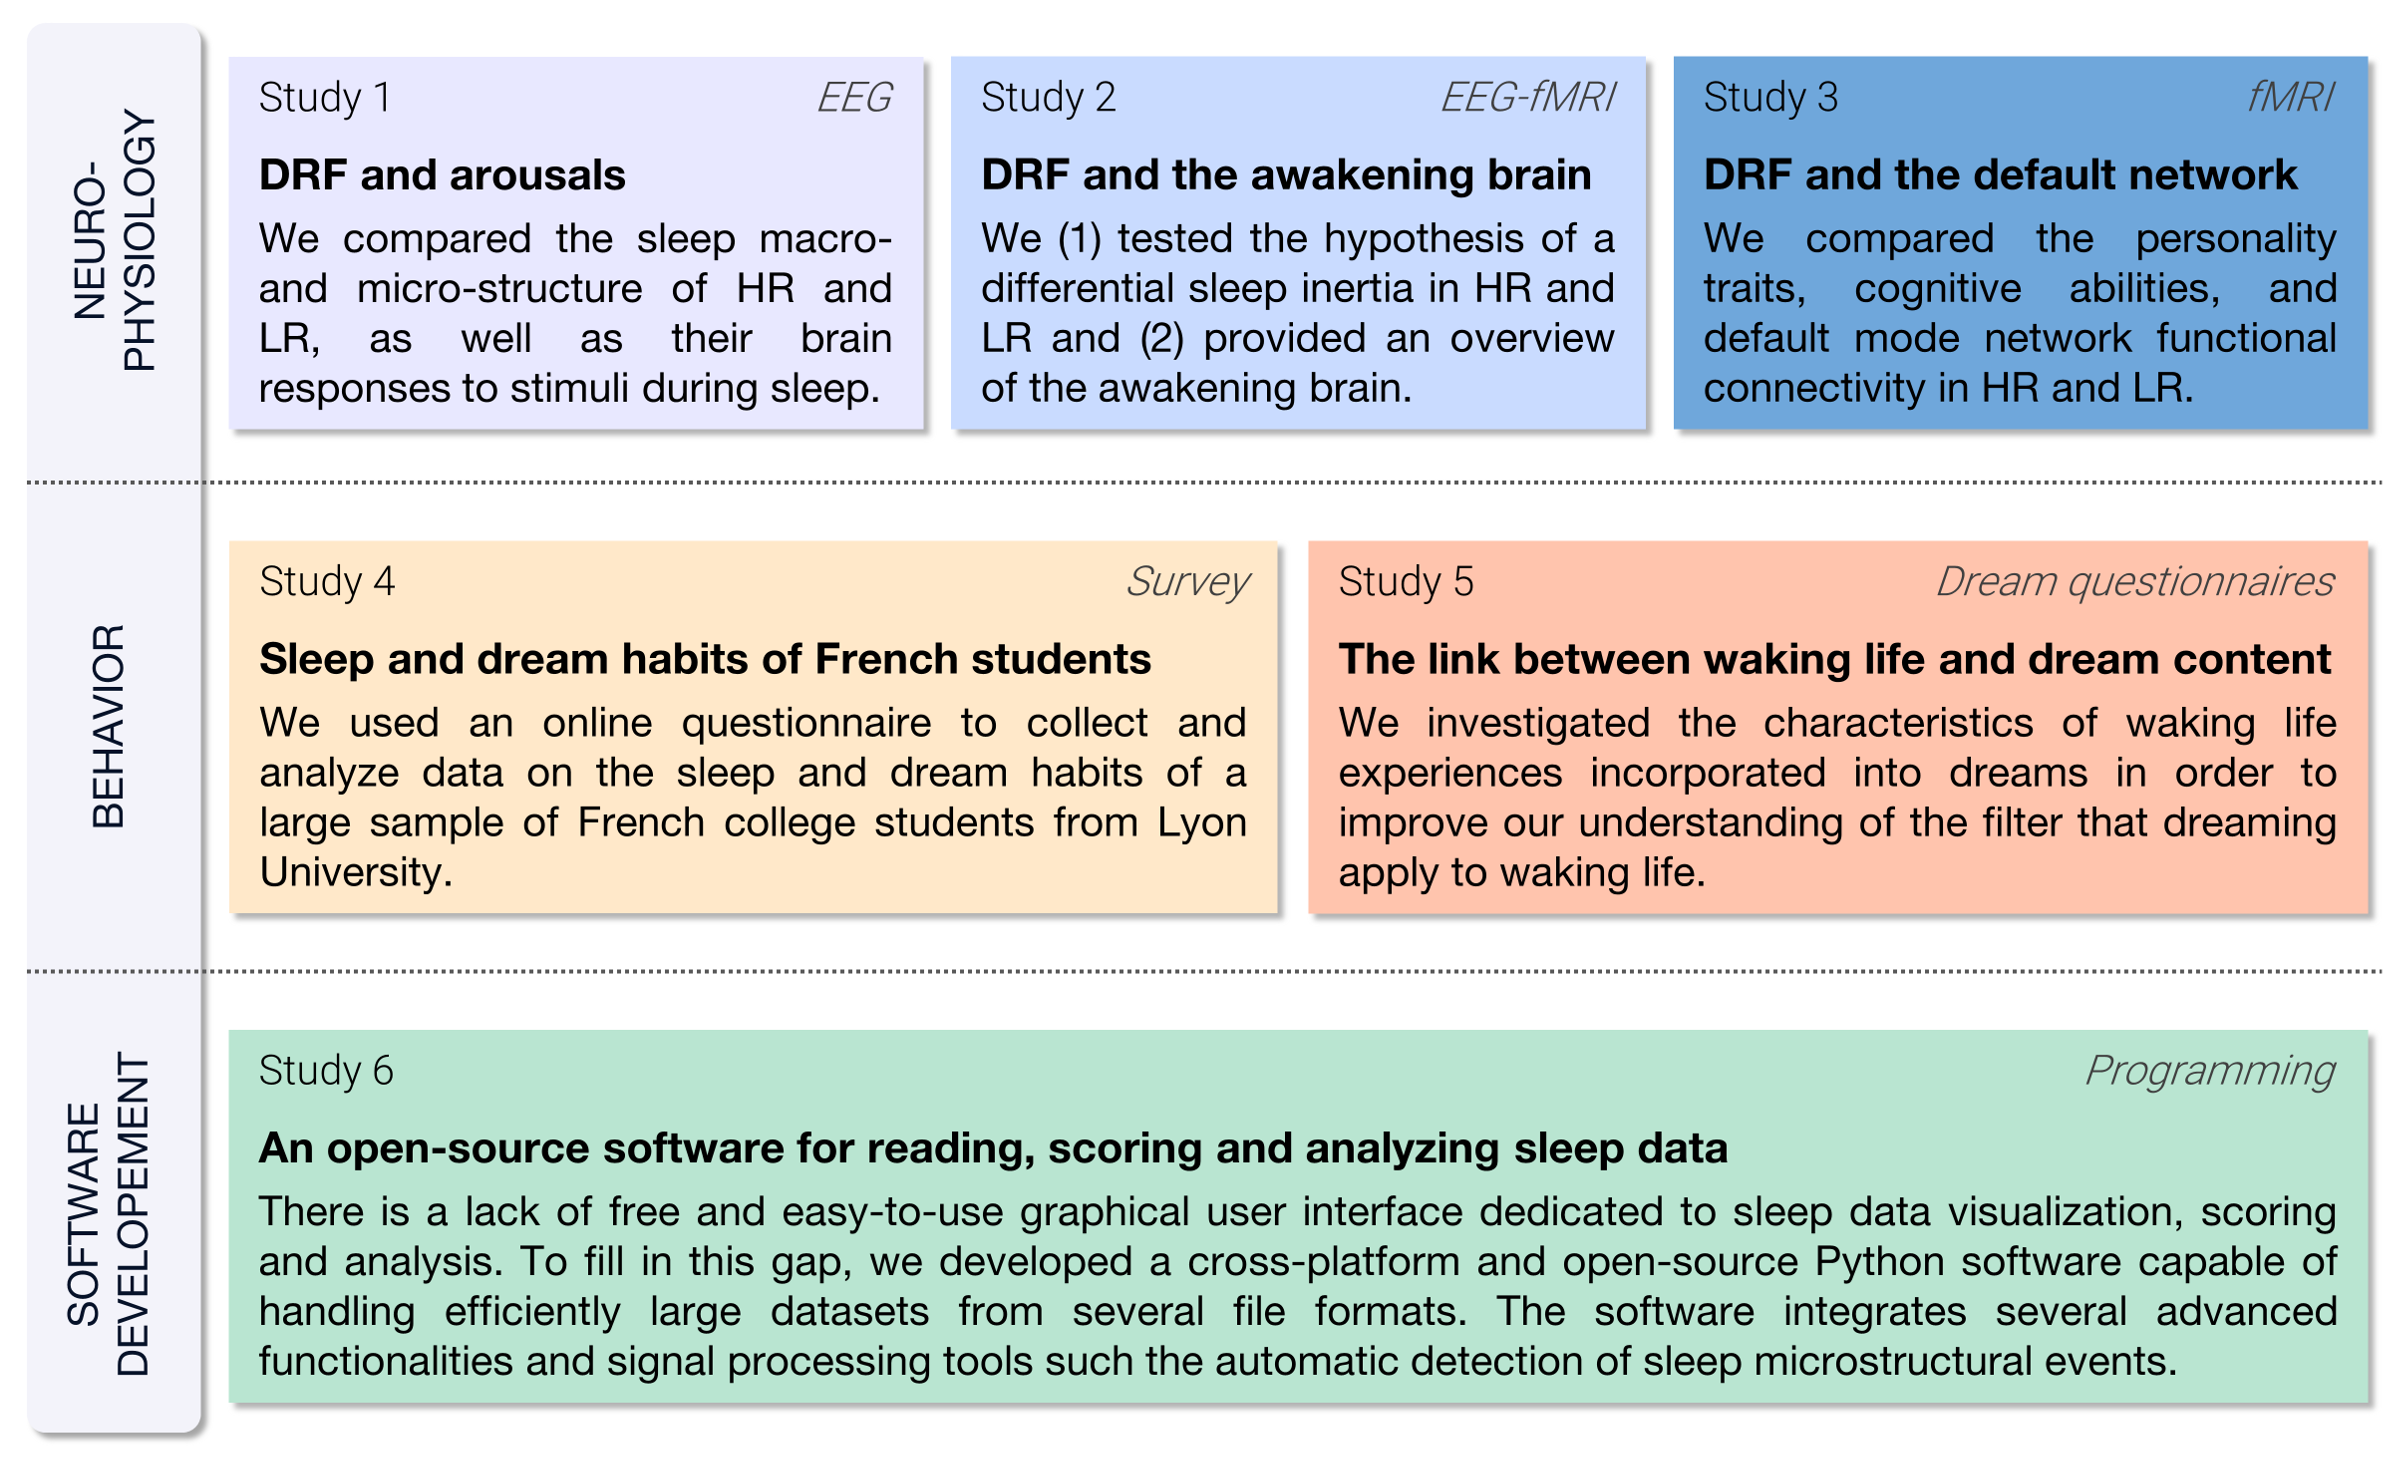 NEURO-
PHYSIOLOGY
Study 1
EEG
DRF and arousals
We compared the sleep macro-
and micro-structure of HR and
LR, as well as their brain
responses to stimuli during sleep.
Study 2
EEG-fMRI
DRF and the awakening brain
We (1) tested the hypothesis of a
differential sleep inertia in HR and
LR and (2) provided an overview
of the awakening brain.
Study 3
fMRI
DRF and the default network
We compared the personality
traits, cognitive abilities, and
default mode network functional
connectivity in HR and LR.
BEHAVIOR
Study 4
Survey
Sleep and dream habits of French students
We used an online questionnaire to collect and
analyze data on the sleep and dream habits of a
large sample of French college students from Lyon
University.
Study 5
Dream questionnaires
The link between waking life and dream content
We investigated the characteristics of waking life
experiences incorporated into dreams in order to
improve our understanding of the filter that dreaming
apply to waking life.
SOFTWARE
DEVELOPEMENT
Study 6
Programming
An open-source software for reading, scoring and analyzing sleep data
There is a lack of free and easy-to-use graphical user interface dedicated to sleep data visualization, scoring
and analysis. To fill in this gap, we developed a cross-platform and open-source Python software capable of
handling efficiently large datasets from several file formats. The software integrates several advanced
functionalities and signal processing tools such the automatic detection of sleep microstructural events.